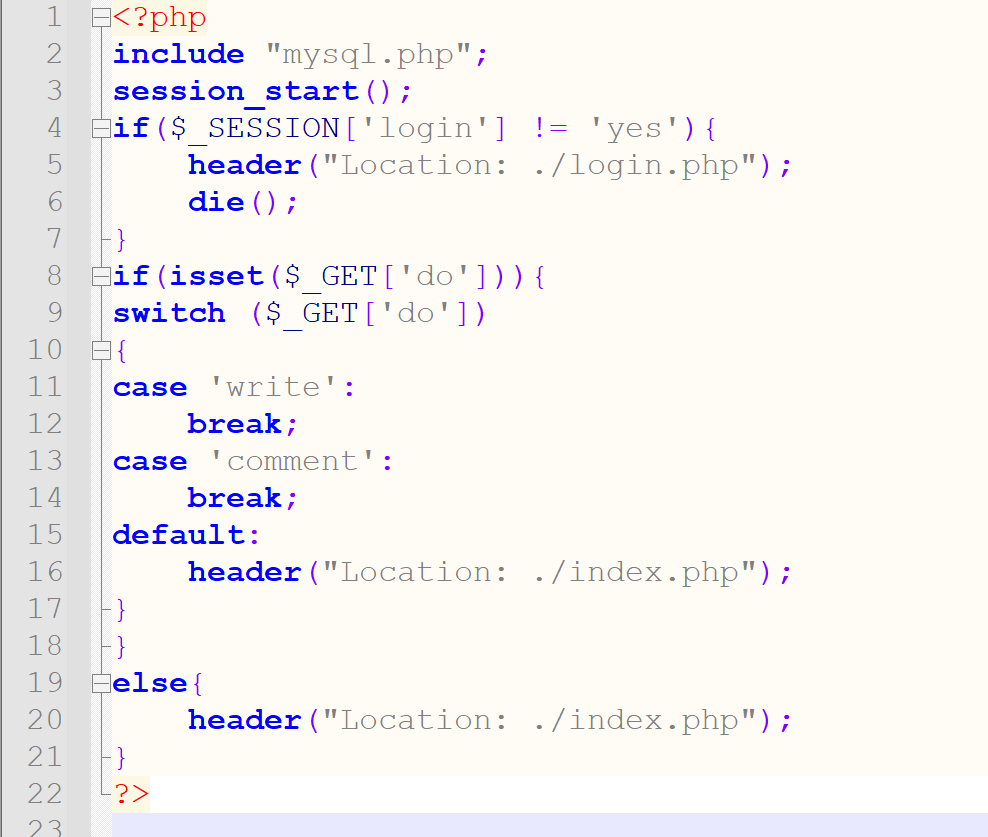 1 <?php
2 include "mysql.php";
3 session_start();
4 if($_SESSION['login'] != 'yes'){
5     header("Location: ./login.php");
6     die();
7 }
8 if(isset($_GET['do'])){
9 switch ($_GET['do'])
10 {
11 case 'write':
12     break;
13 case 'comment':
14     break;
15 default:
16     header("Location: ./index.php");
17 }
18 }
19 else{
20     header("Location: ./index.php");
21 }
22 ?>
23